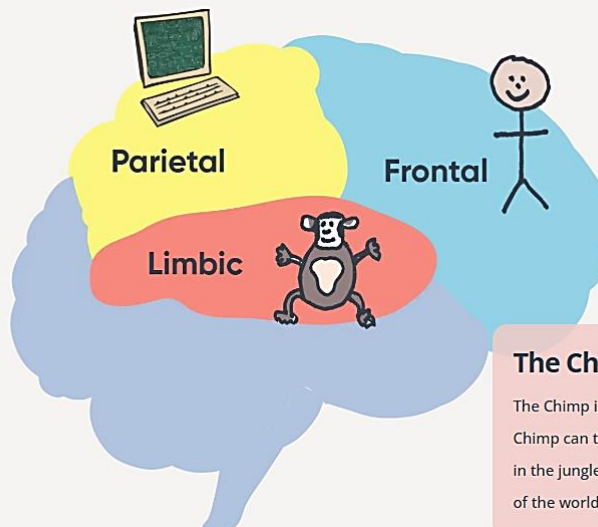 Parietal
Frontal
Limbic
The Ch
The Chimp i
Chimp can t
in the jungle
of the world